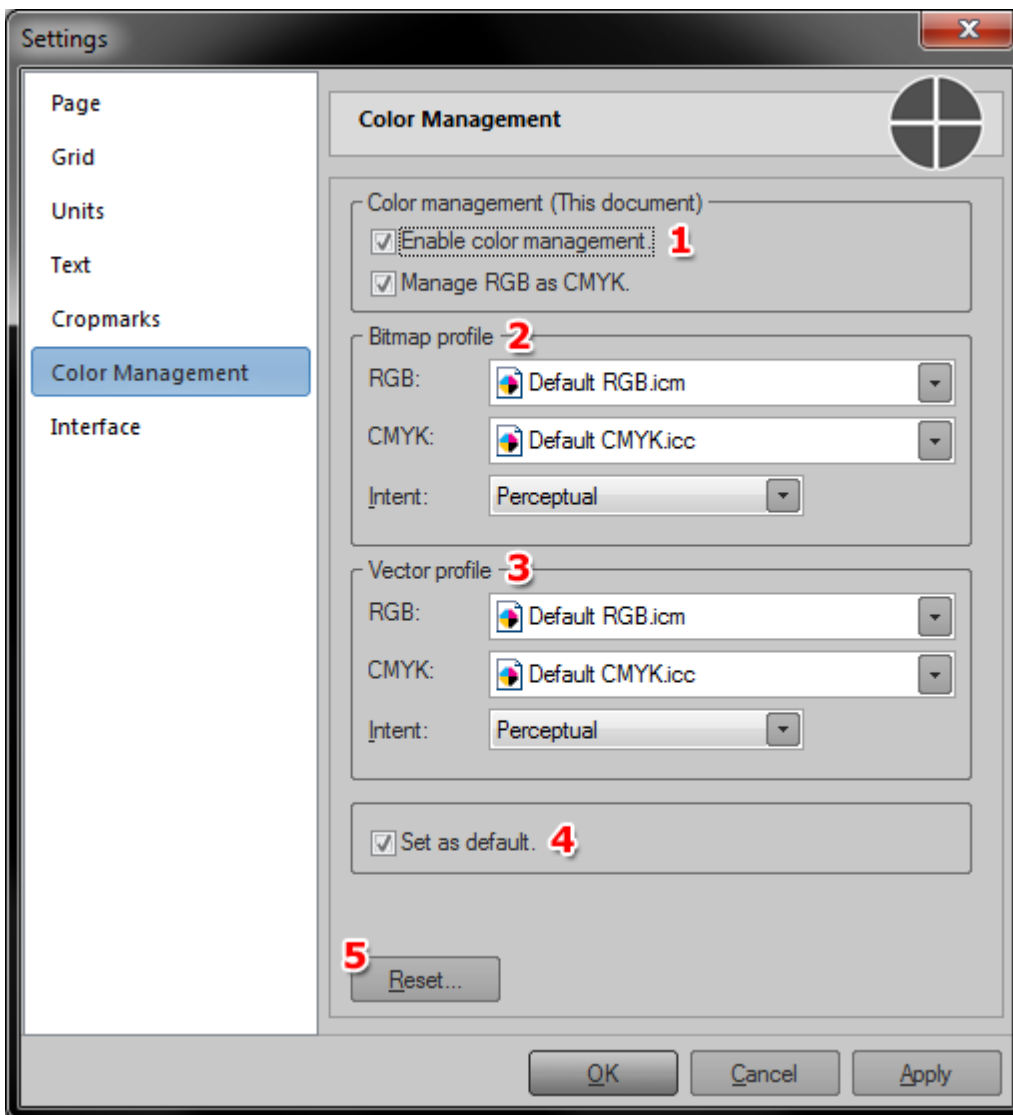 Settings
Page
Grid
Units
Text
Cropmarks
Color Management
Interface
Color Management
Color management (This document)
Enable color management. 1
Manage RGB as CMYK.
Bitmap profile 2
RGB: Default RGB.icm
CMYK: Default CMYK.icc
Intent: Perceptual
Vector profile 3
RGB: Default RGB.icm
CMYK: Default CMYK.icc
Intent: Perceptual
Set as default. 4
5
Reset...
OK Cancel Apply